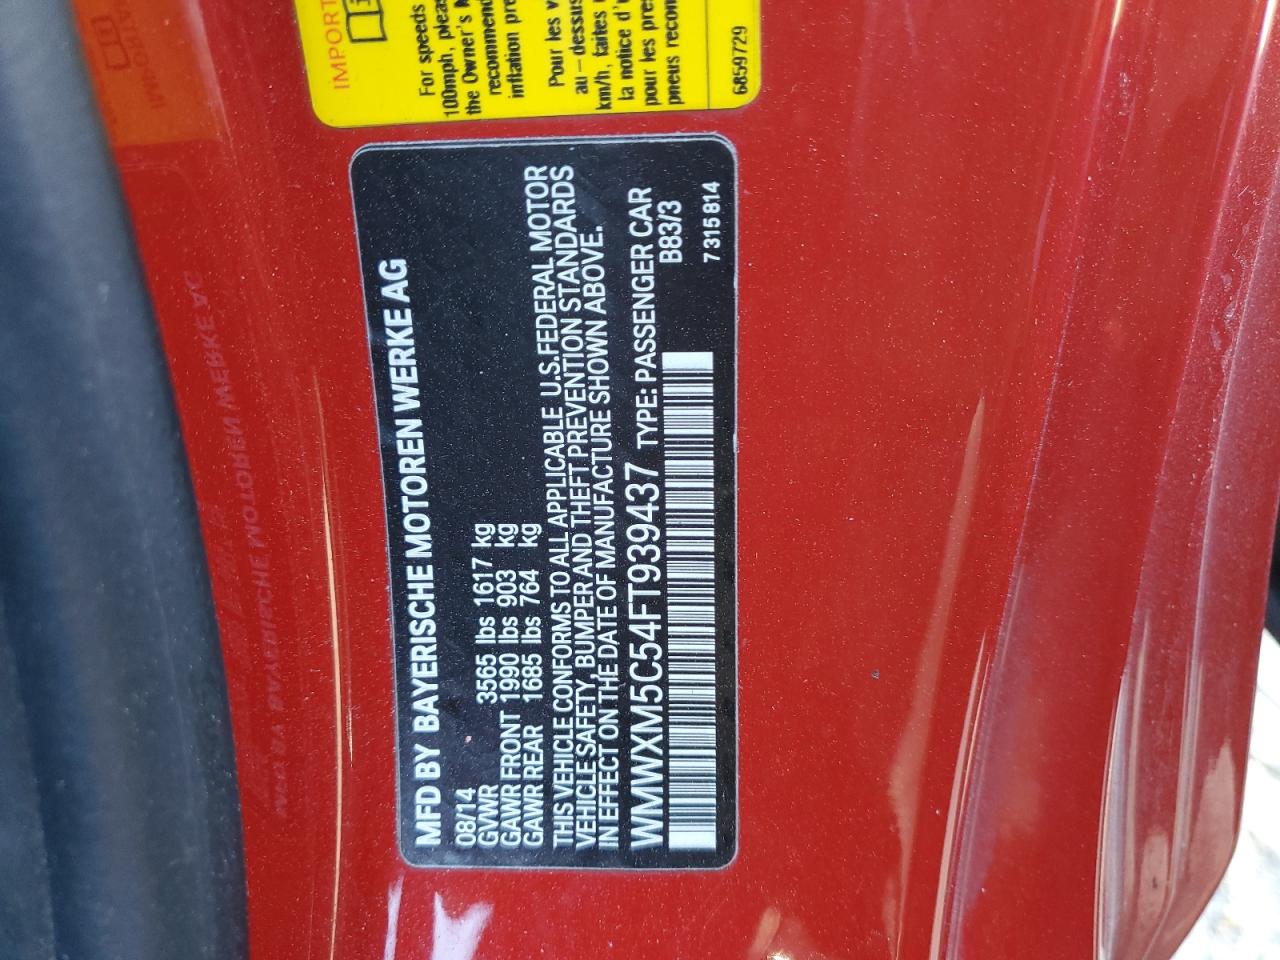 MFD BY BAYERISCHE MOTOREN WERKE AG
08/14
GVWR 3565 lbs 1617 kg
GAWR FRONT 1990 lbs 903 kg
GAWR REAR 1685 lbs 764 kg
THIS VEHICLE CONFORMS TO ALL APPLICABLE U.S.FEDERAL MOTOR
VEHICLE SAFETY, BUMPER AND THEFT PREVENTION STANDARDS
IN EFFECT ON THE DATE OF MANUFACTURE SHOWN ABOVE.
WMWXM5C54FT939437 TYPE: PASSENGER CAR
B83/3
7 315 814
IMPORT
For speeds
100mph, pleas
the Owner's
recommend
inflation pre
Pour les v
au-dessus
km/h, faites
la notice d'u
pour les pres
pneus recom
6859729